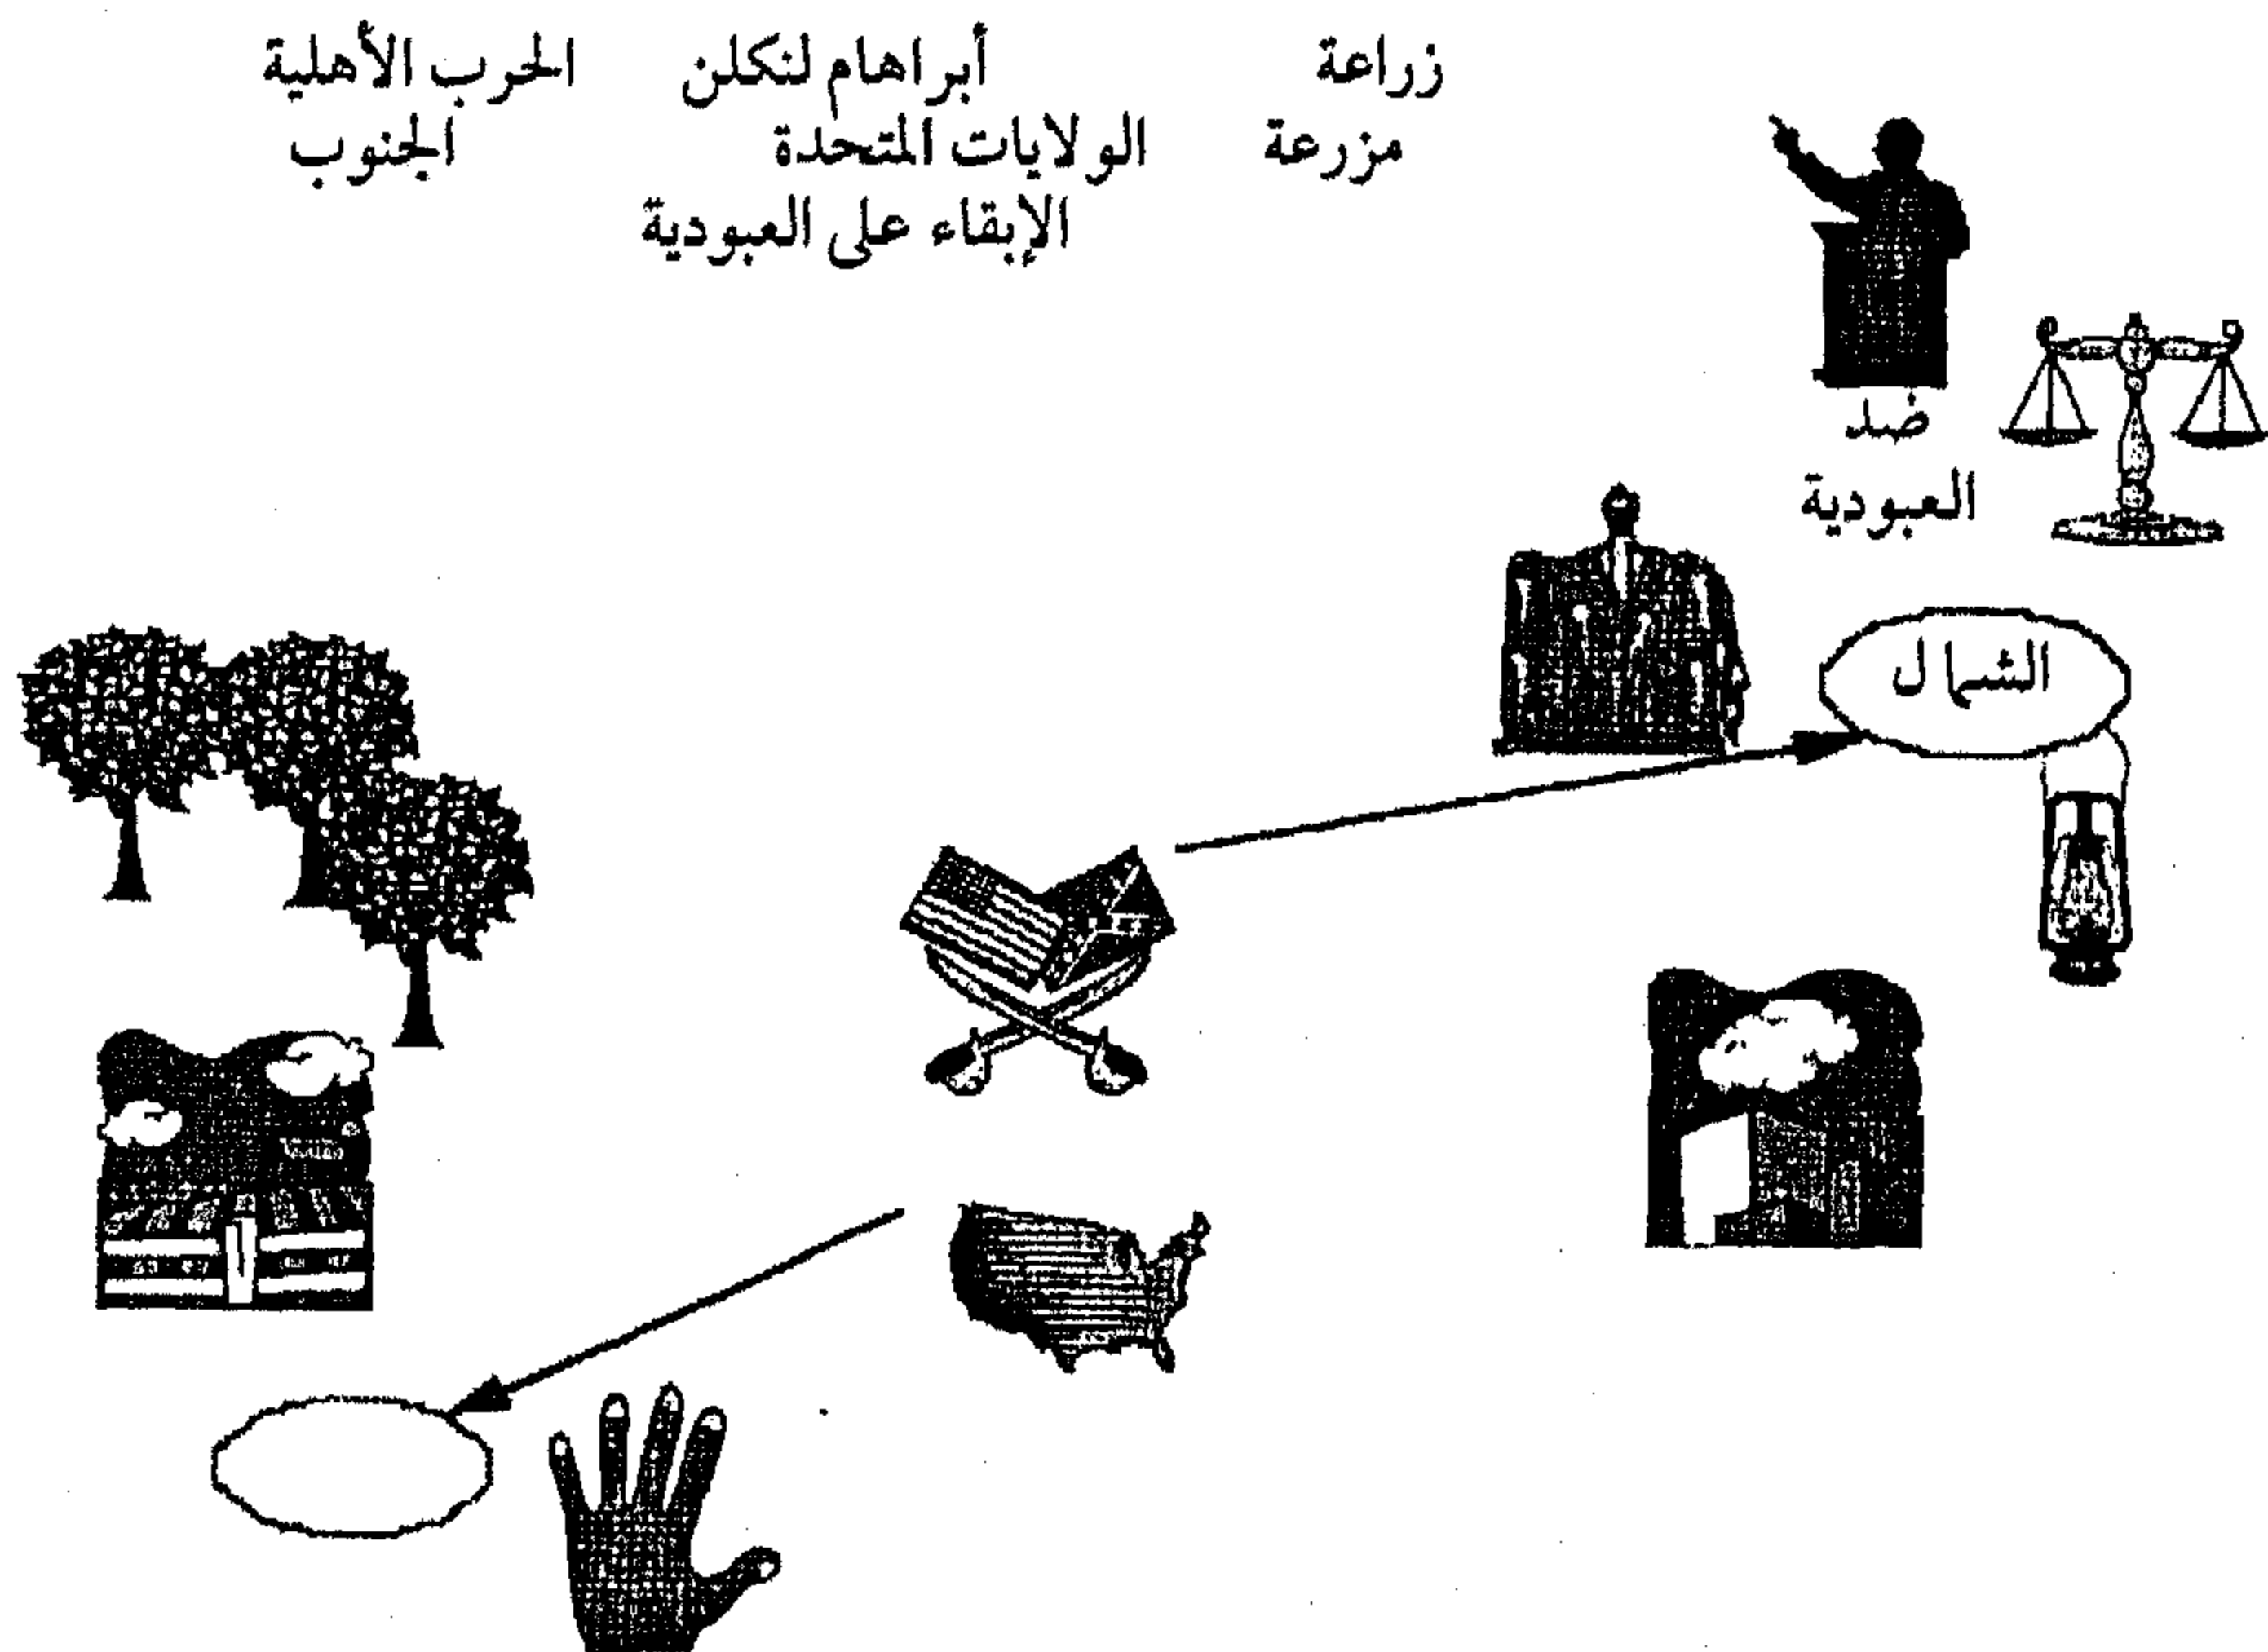 زراعة أبراهام لنكلن الحرب الأهلية
مزرعة الولايات المتحدة الجنوب
الإبقاء على العبودية
ضد
العبودية
الشمال